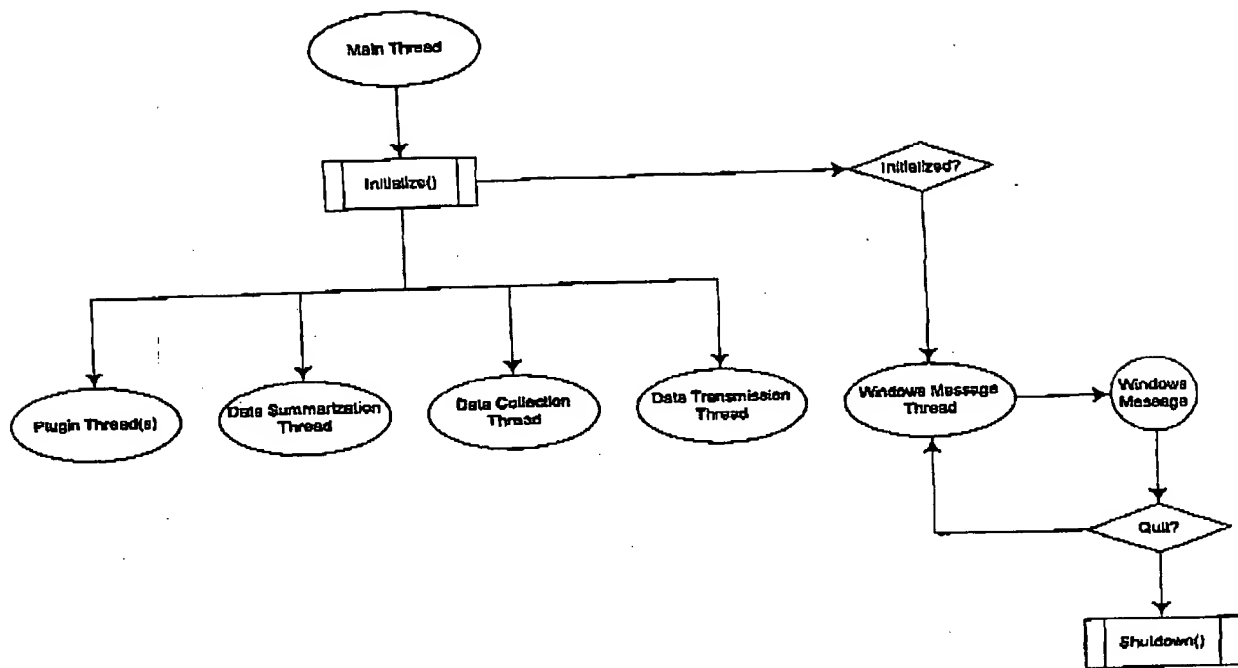 Main Thread
Initialize()
Initialized?
Plugin Thread(s)
Data Summarization
Thread
Data Collection
Thread
Data Transmission
Thread
Windows Message
Thread
Windows
Message
Quit?
Shutdown()